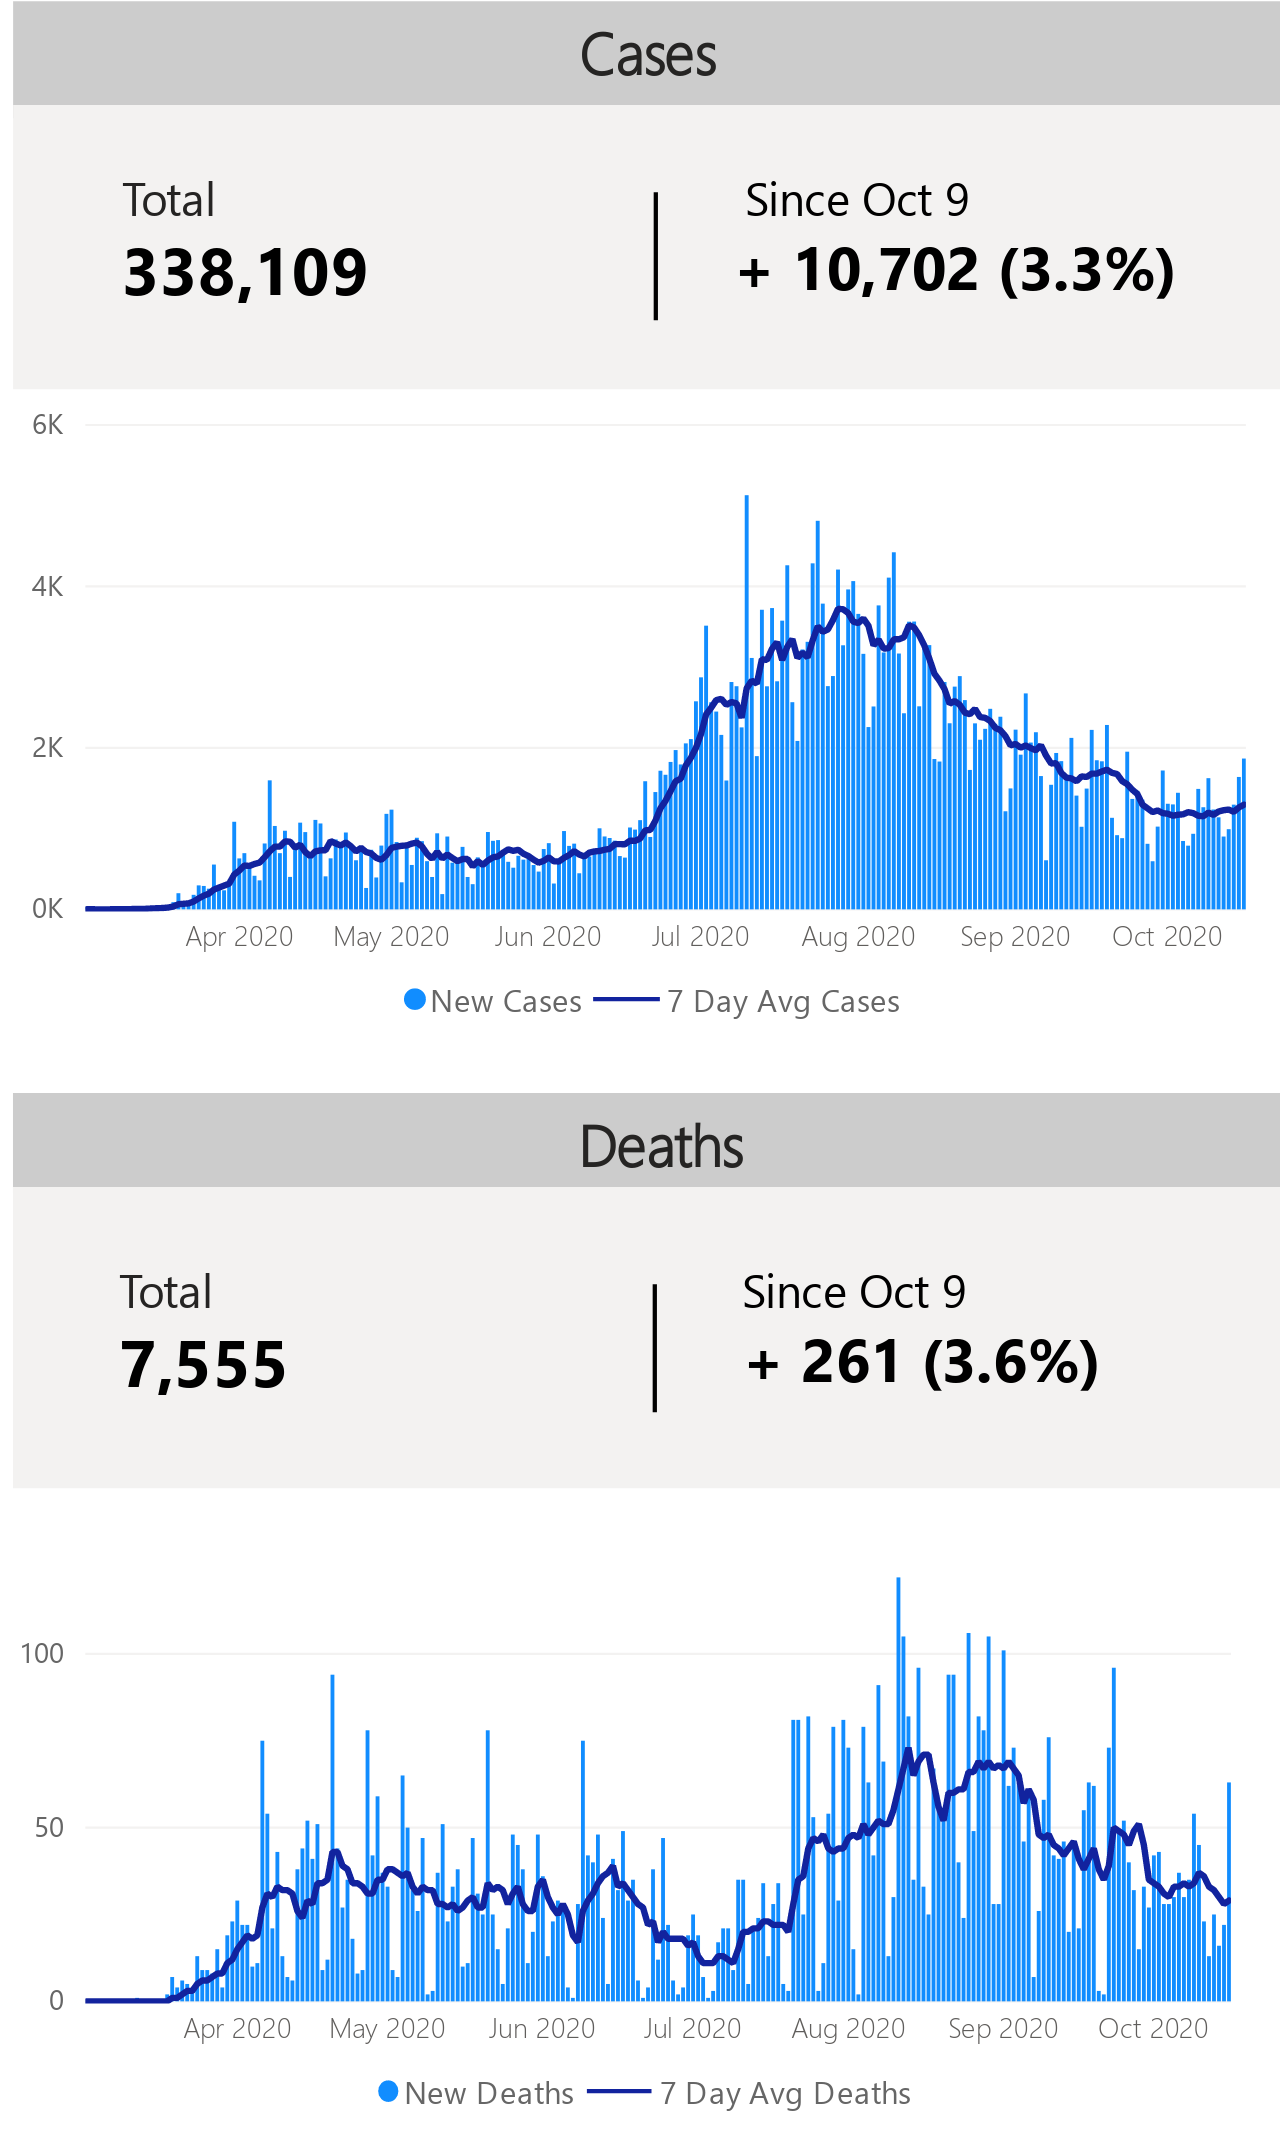 Cases
Total
Since Oct 9
338,109
+ 10,702 (3.3%)
6K
4K
2K
0K
Apr 2020 May 2020 Jun 2020 Jul 2020 Aug 2020 Sep 2020 Oct 2020
New Cases 7 Day Avg Cases
Deaths
Total
Since Oct 9
7,555
+ 261 (3.6%)
100
50
0
Apr 2020 May 2020 Jun 2020 Jul 2020 Aug 2020 Sep 2020 Oct 2020
New Deaths 7 Day Avg Deaths